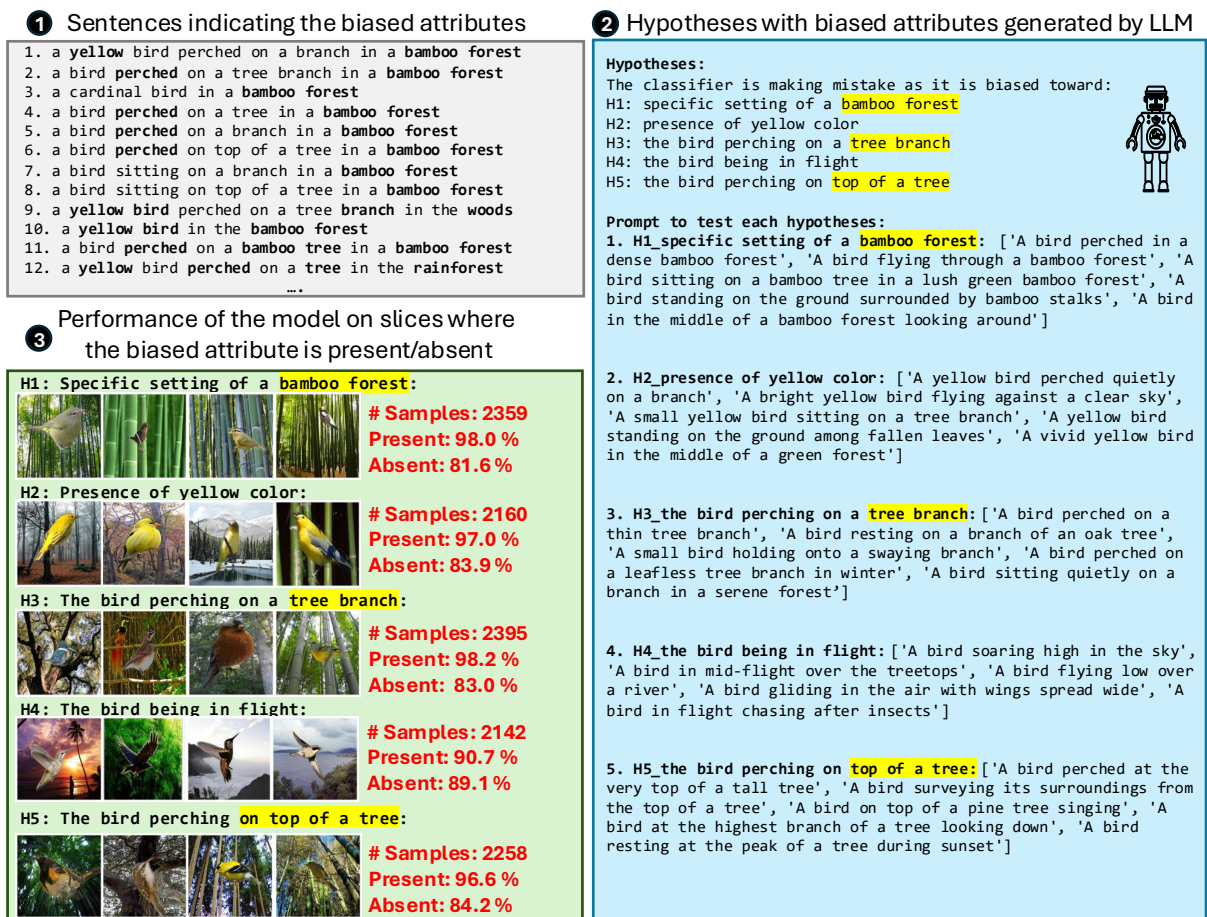 1 Sentences indicating the biased attributes
1. a yellow bird perched on a branch in a bamboo forest
2. a bird perched on a tree branch in a bamboo forest
3. a cardinal bird in a bamboo forest
4. a bird perched on a tree in a bamboo forest
5. a bird perched on a branch in a bamboo forest
6. a bird perched on top of a tree in a bamboo forest
7. a bird sitting on a branch in a bamboo forest
8. a bird sitting on top of a tree in a bamboo forest
9. a yellow bird perched on a tree branch in the woods
10. a yellow bird in the bamboo forest
11. a bird perched on a bamboo tree in a bamboo forest
12. a yellow bird perched on a tree in the rainforest
….
3 Performance of the model on slices where
the biased attribute is present/absent
H1: Specific setting of a bamboo forest:
# Samples: 2359
Present: 98.0 %
Absent: 81.6 %
H2: Presence of yellow color:
# Samples: 2160
Present: 97.0 %
Absent: 83.9 %
H3: The bird perching on a tree branch:
# Samples: 2395
Present: 98.2 %
Absent: 83.0 %
H4: The bird being in flight:
# Samples: 2142
Present: 90.7 %
Absent: 89.1 %
H5: The bird perching on top of a tree:
# Samples: 2258
Present: 96.6 %
Absent: 84.2 %
2 Hypotheses with biased attributes generated by LLM
Hypotheses:
The classifier is making mistake as it is biased toward:
H1: specific setting of a bamboo forest
H2: presence of yellow color
H3: the bird perching on a tree branch
H4: the bird being in flight
H5: the bird perching on top of a tree
Prompt to test each hypotheses:
1. H1_specific setting of a bamboo forest: ['A bird perched in a
dense bamboo forest', 'A bird flying through a bamboo forest', 'A
bird sitting on a bamboo tree in a lush green bamboo forest', 'A
bird standing on the ground surrounded by bamboo stalks', 'A bird
in the middle of a bamboo forest looking around']
2. H2_presence of yellow color: ['A yellow bird perched quietly
on a branch', 'A bright yellow bird flying against a clear sky',
'A small yellow bird sitting on a tree branch', 'A yellow bird
standing on the ground among fallen leaves', 'A vivid yellow bird
in the middle of a green forest']
3. H3_the bird perching on a tree branch: ['A bird perched on a
thin tree branch', 'A bird resting on a branch of an oak tree',
'A small bird holding onto a swaying branch', 'A bird perched on
a leafless tree branch in winter', 'A bird sitting quietly on a
branch in a serene forest’]
4. H4_the bird being in flight: ['A bird soaring high in the sky',
'A bird in mid-flight over the treetops', 'A bird flying low over
a river', 'A bird gliding in the air with wings spread wide', 'A
bird in flight chasing after insects']
5. H5_the bird perching on top of a tree: ['A bird perched at the
very top of a tall tree', 'A bird surveying its surroundings from
the top of a tree', 'A bird on top of a pine tree singing', 'A
bird at the highest branch of a tree looking down', 'A bird
resting at the peak of a tree during sunset']